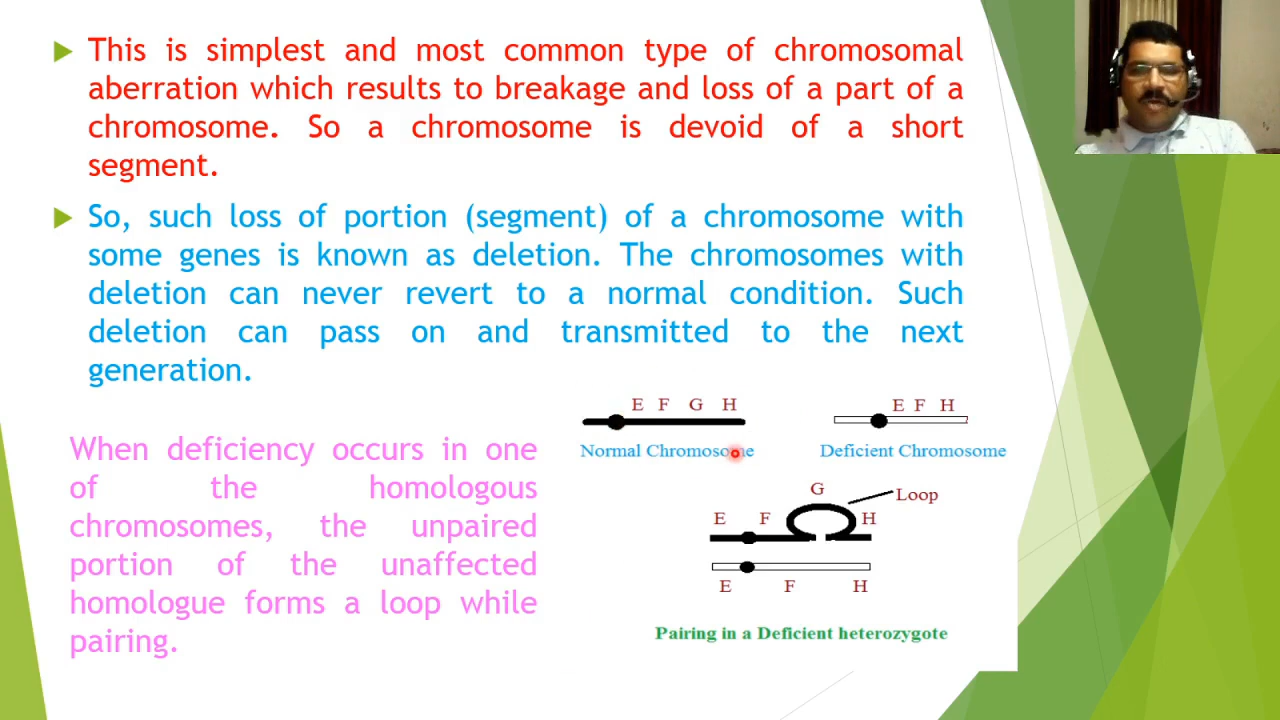 This is simplest and most common type of chromosomal
aberration which results to breakage and loss of a part of a
chromosome. So a chromosome is devoid of a short
segment.
So, such loss of portion (segment) of a chromosome with
some genes is known as deletion. The chromosomes with
deletion can never revert to a normal condition. Such
deletion can pass on and transmitted to the next
generation.
When deficiency occurs in one
of the homologous
chromosomes, the unpaired
portion of the unaffected
homologue forms a loop while
pairing.
E F G H
Normal Chromosome
E F H
Deficient Chromosome
G
Loop
E F H
E F H
Pairing in a Deficient heterozygote